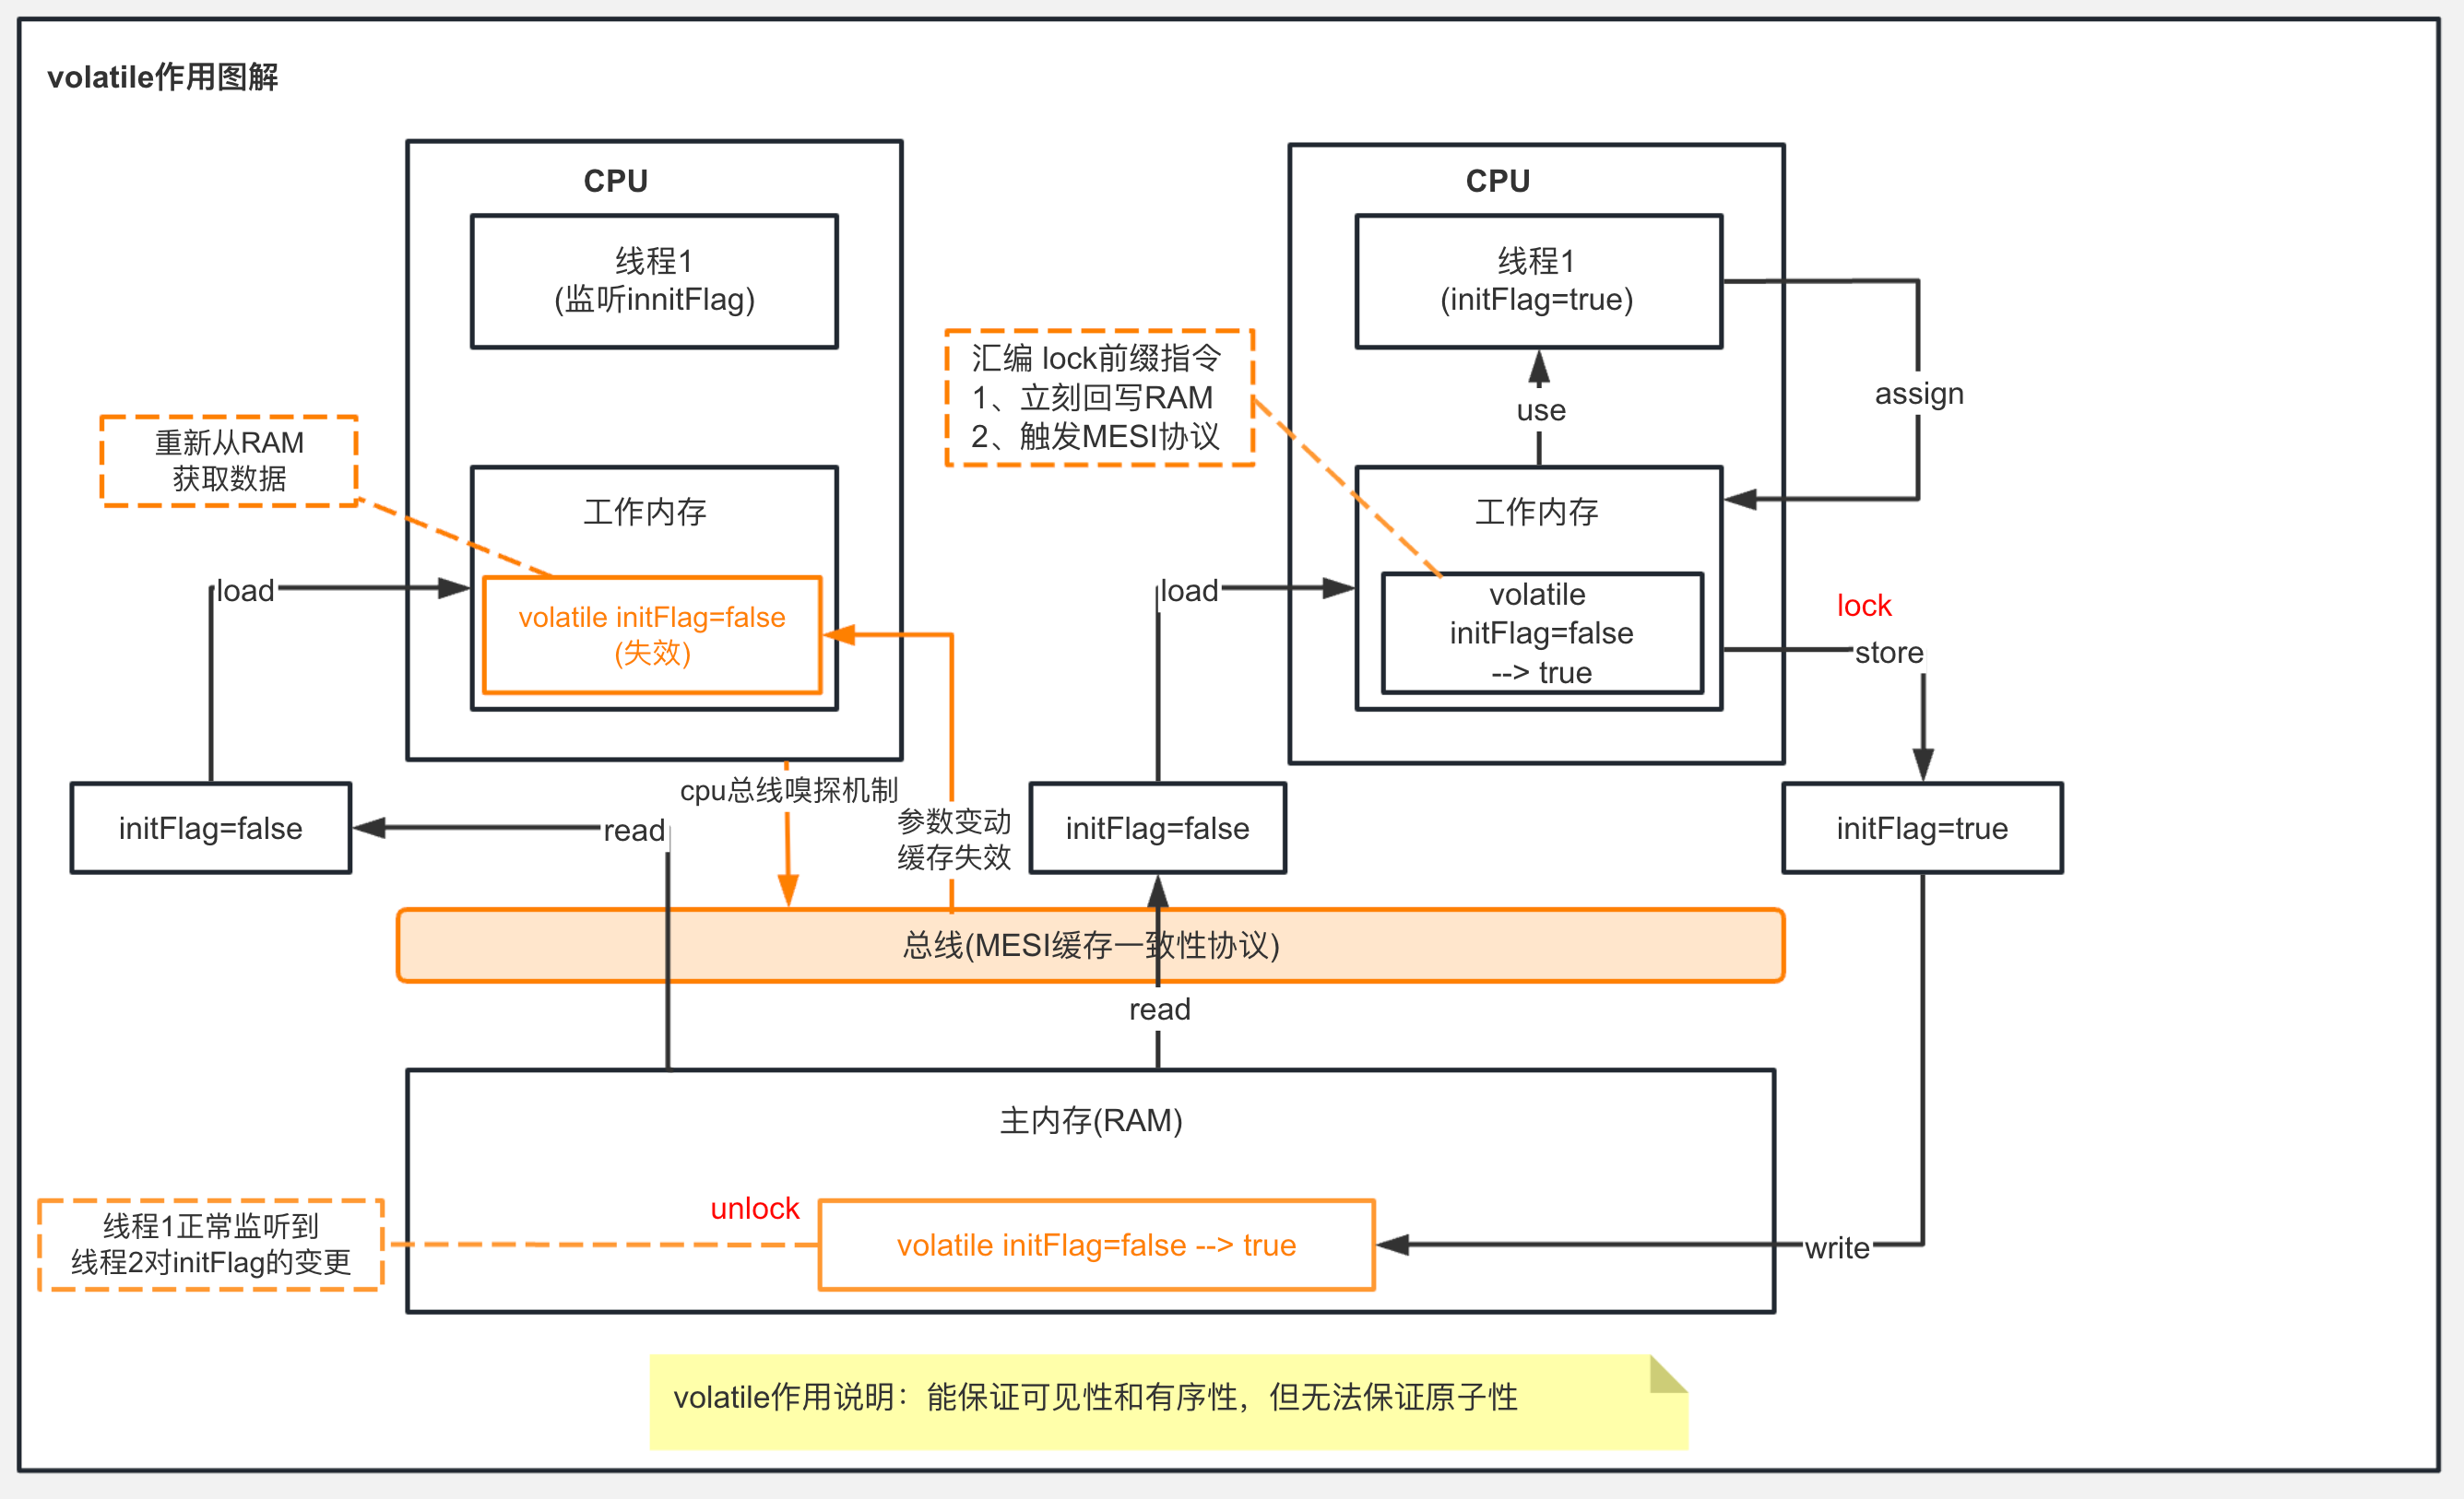 volatile作用图解
CPU
线程1
(监听innitFlag)
重新从RAM
获取数据
工作内存
volatile initFlag=false
(失效)
load
initFlag=false
read
cpu总线嗅探机制
参数变动
缓存失效
CPU
线程1
(initFlag=true)
汇编 lock前缀指令
1、立刻回写RAM
2、触发MESI协议
use
assign
工作内存
volatile
initFlag=false
--> true
load
lock
store
initFlag=false
initFlag=true
总线(MESI缓存一致性协议)
read
主内存(RAM)
unlock
volatile initFlag=false --> true
write
线程1正常监听到
线程2对initFlag的变更
volatile作用说明：能保证可见性和有序性，但无法保证原子性